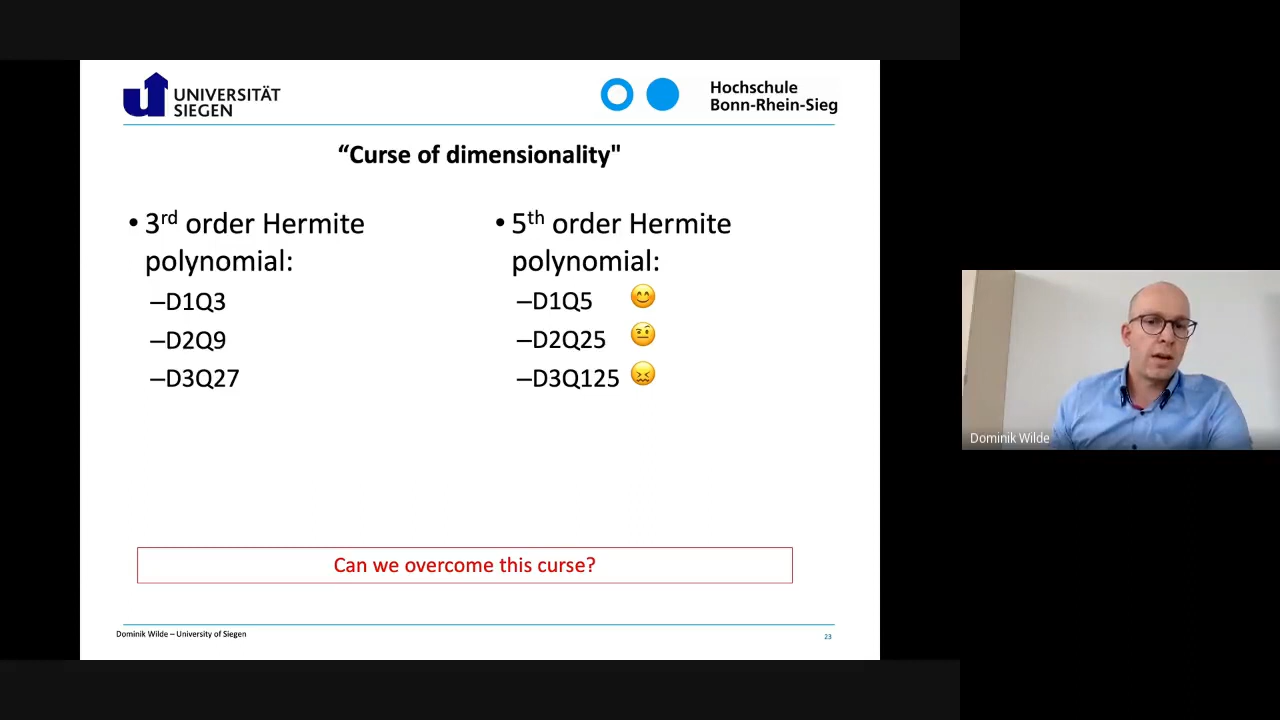 UNIVERSITÄT
SIEGEN
Hochschule
Bonn-Rhein-Sieg
“Curse of dimensionality"
• 3rd order Hermite
polynomial:
–D1Q3
–D2Q9
–D3Q27
• 5th order Hermite
polynomial:
–D1Q5 😊
–D2Q25 🤨
–D3Q125 😖
Can we overcome this curse?
Dominik Wilde – University of Siegen
23
Dominik Wilde